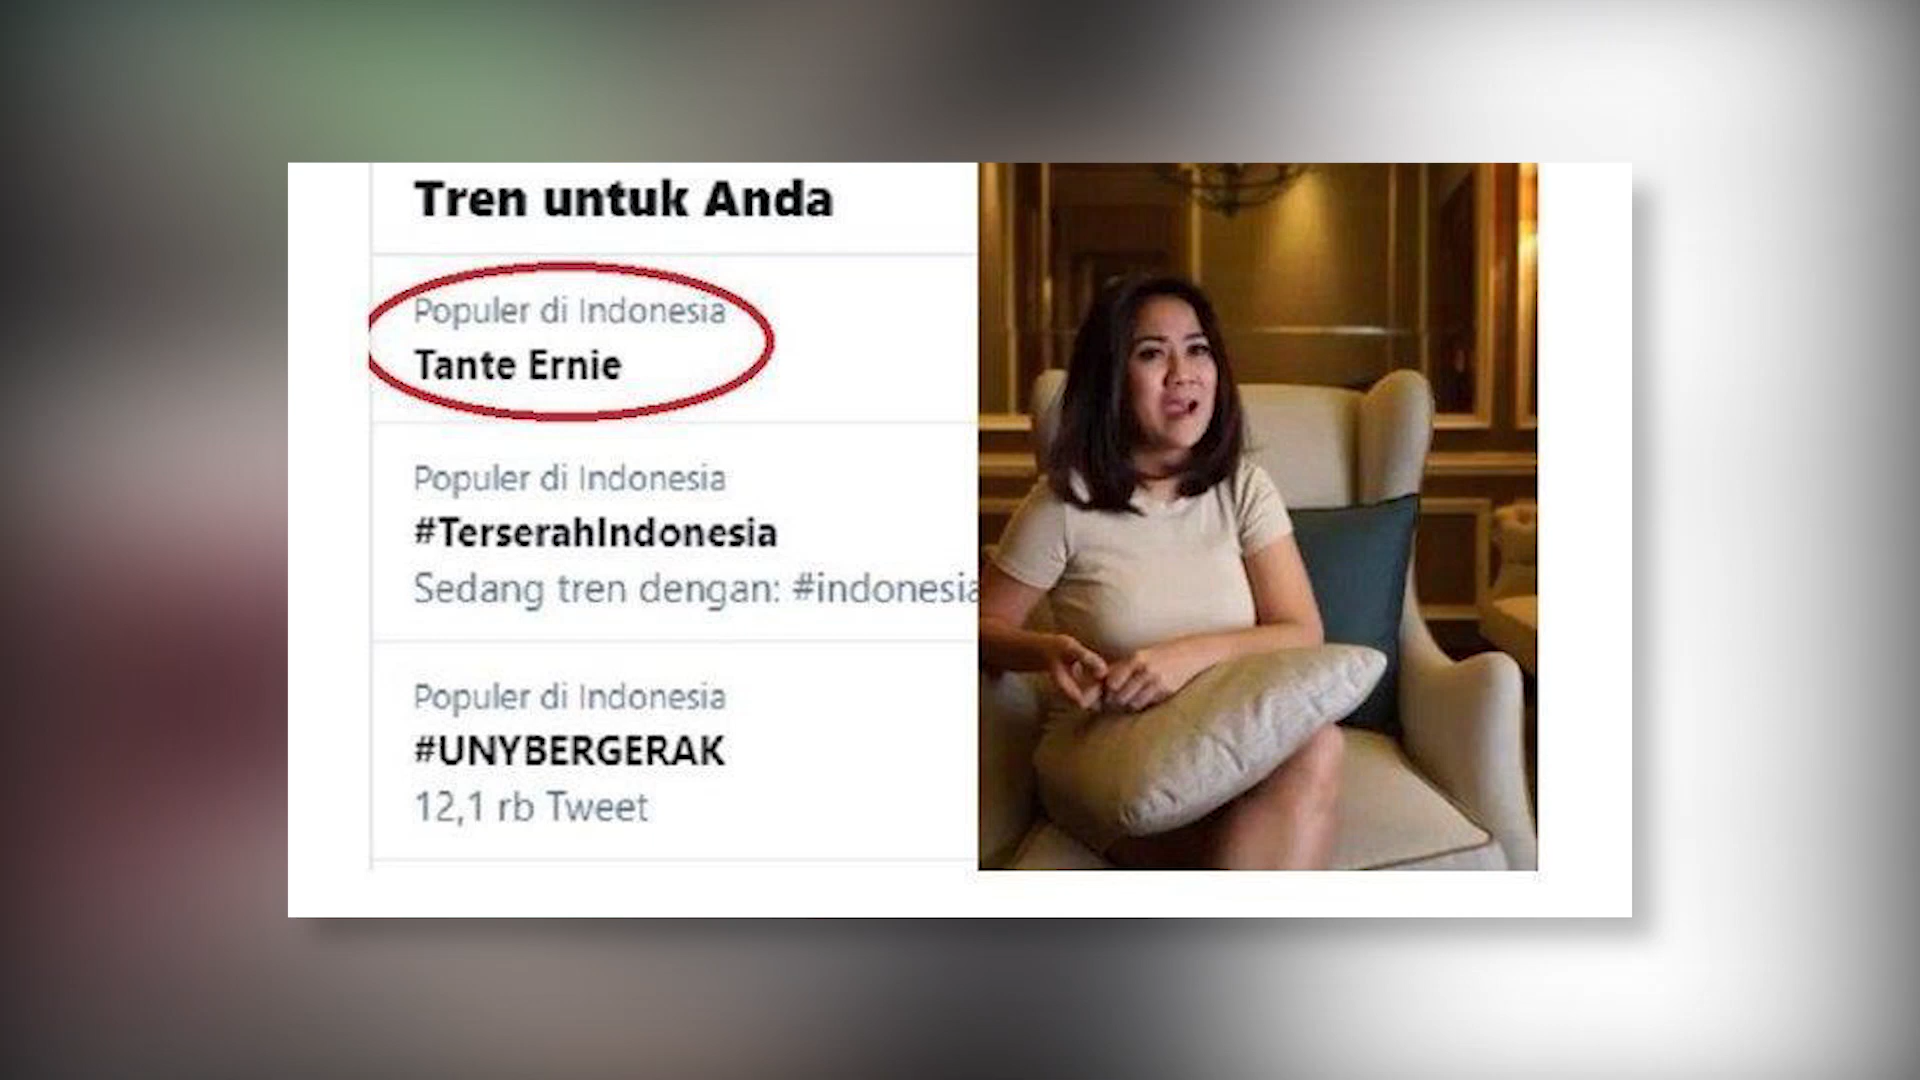 Tren untuk Anda
Populer di Indonesia
Tante Ernie
Populer di Indonesia
#TerserahIndonesia
Sedang tren dengan: #indonesia
Populer di Indonesia
#UNYBERGERAK
12,1 rb Tweet